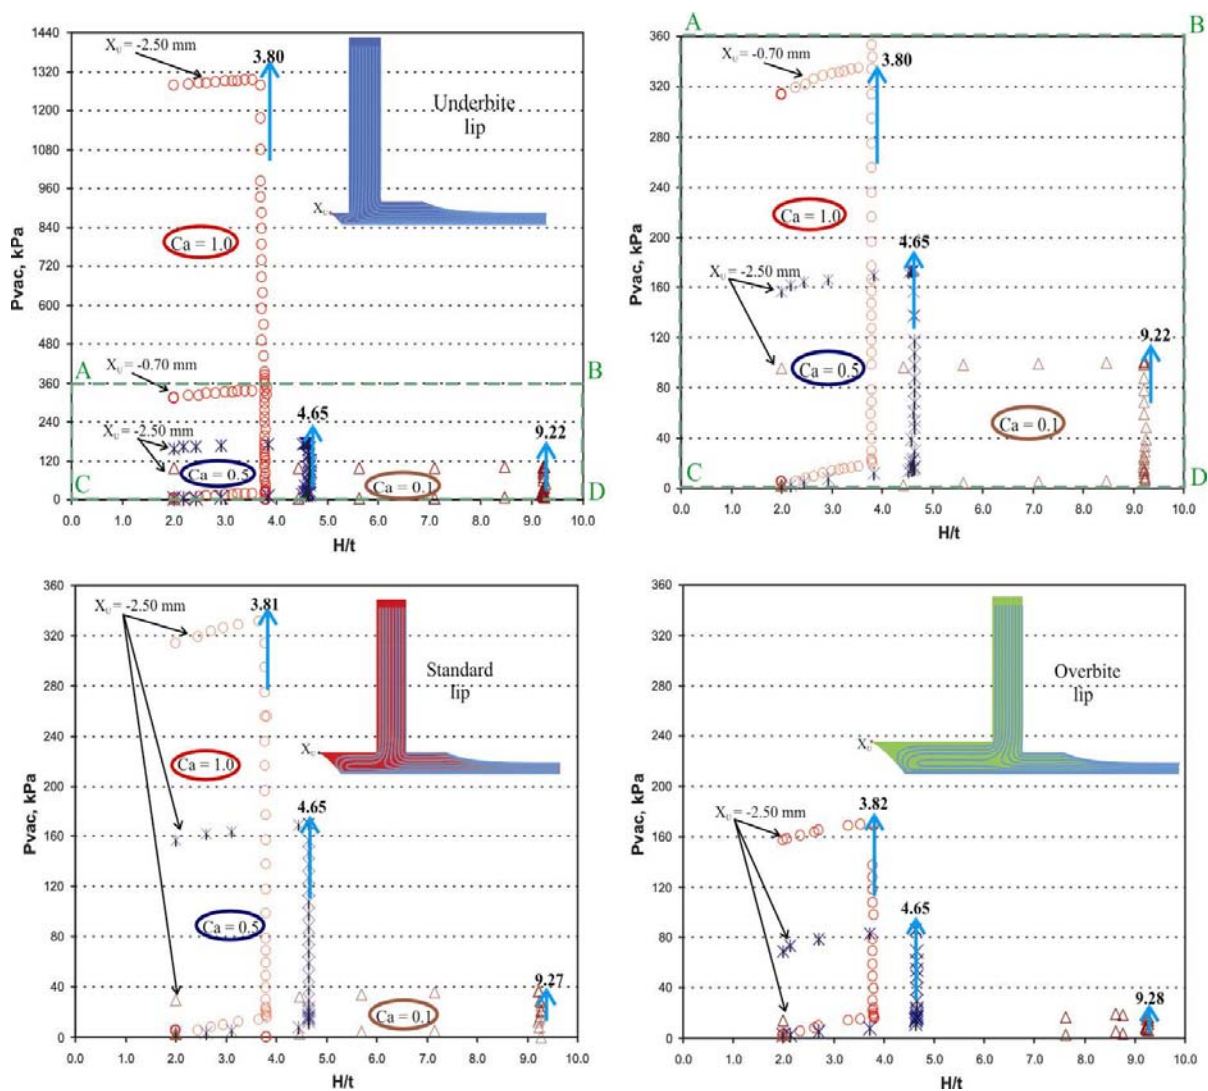 1440
1320
1200
1080
960
840
720
600
480
360
240
120
0
Pvac, kPa
X_U = -2.50 mm
3.80
Underbite
lip
X_U
Ca = 1.0
A
X_U = -0.70 mm
B
X_U = -2.50 mm
4.65
9.22
Ca = 0.5
Ca = 0.1
C
D
0.0 1.0 2.0 3.0 4.0 5.0 6.0 7.0 8.0 9.0 10.0
H/t
A
B
360
320
280
240
200
160
120
80
40
0
Pvac, kPa
X_U = -0.70 mm
3.80
Ca = 1.0
4.65
X_U = -2.50 mm
9.22
Ca = 0.5
Ca = 0.1
C
D
0.0 1.0 2.0 3.0 4.0 5.0 6.0 7.0 8.0 9.0 10.0
H/t
360
320
280
240
200
160
120
80
40
0
Pvac, kPa
X_U = -2.50 mm
3.81
Standard
lip
X_U
Ca = 1.0
4.65
Ca = 0.5
9.27
Ca = 0.1
0.0 1.0 2.0 3.0 4.0 5.0 6.0 7.0 8.0 9.0 10.0
H/t
360
320
280
240
200
160
120
80
40
0
Pvac, kPa
Overbite
lip
X_U
X_U = -2.50 mm
3.82
4.65
9.28
0.0 1.0 2.0 3.0 4.0 5.0 6.0 7.0 8.0 9.0 10.0
H/t